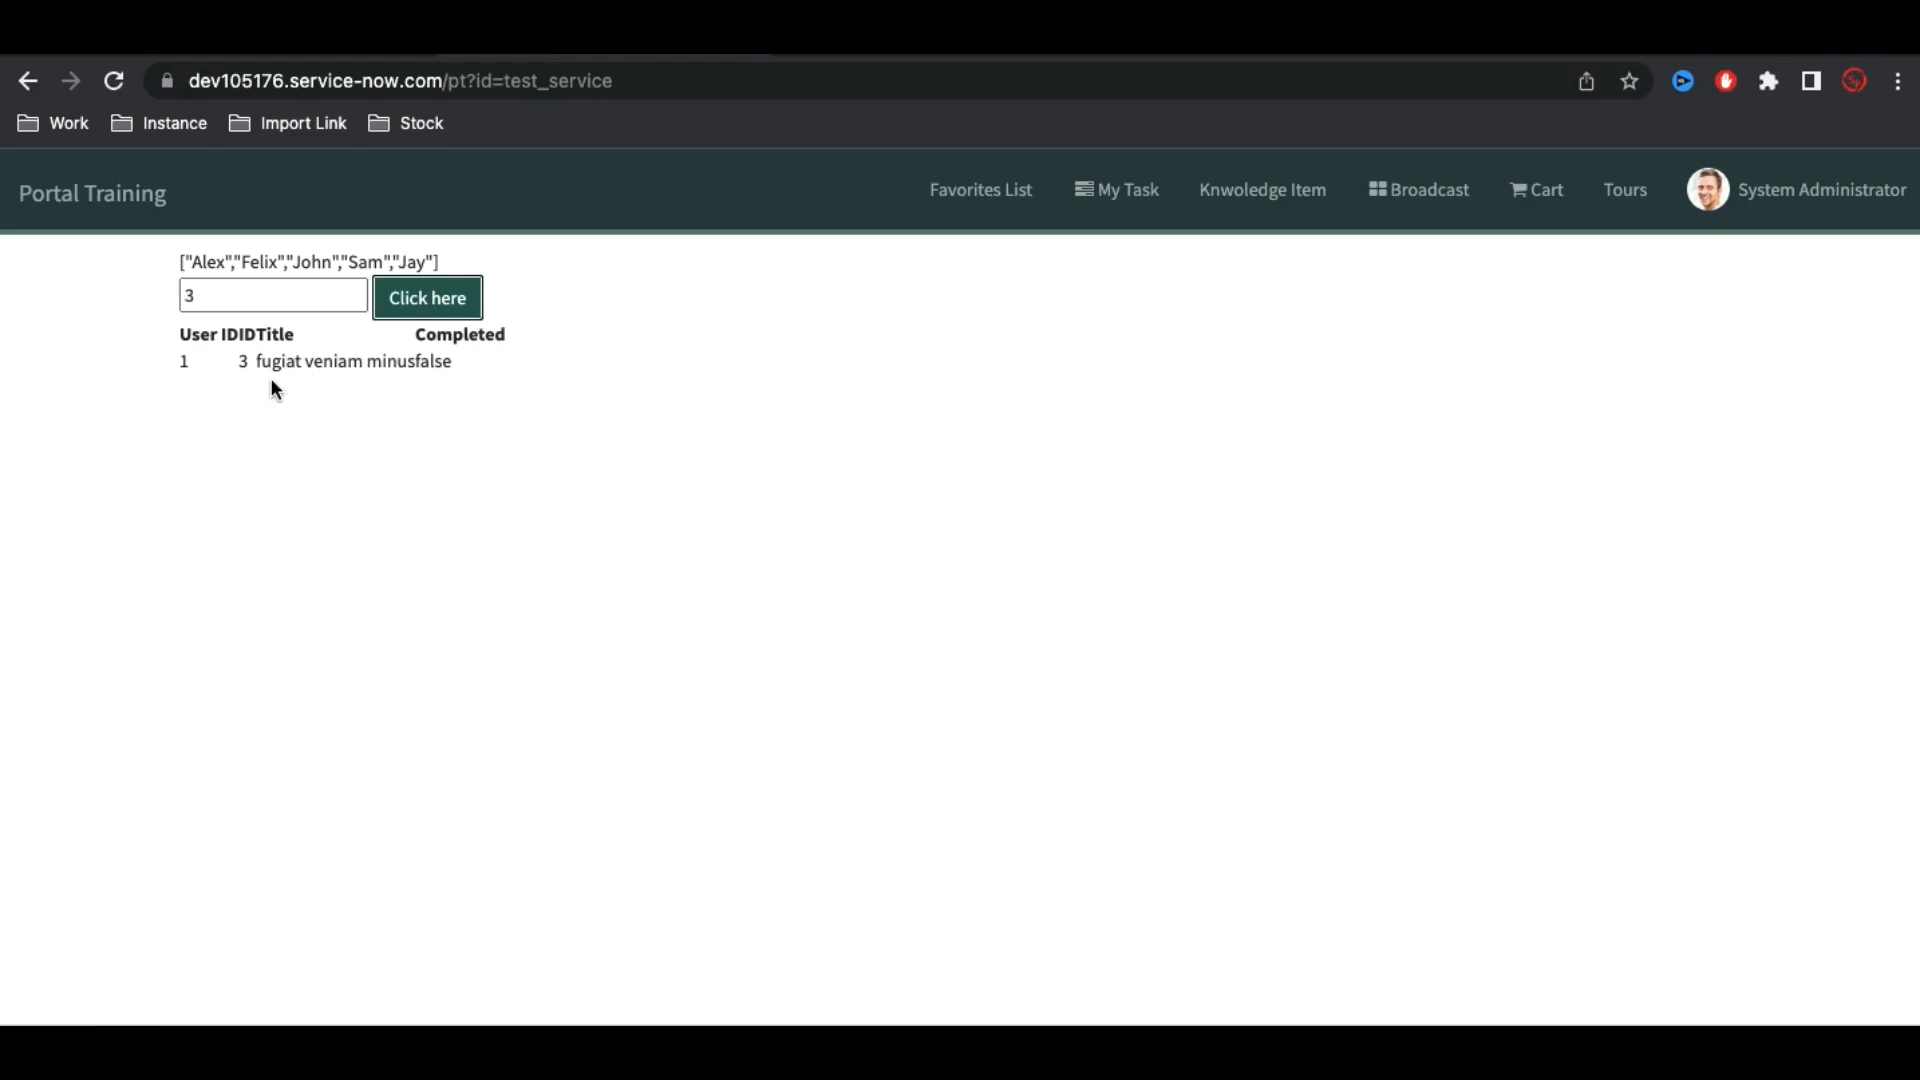 dev105176.service-now.com/pt?id=test_service
Work Instance Import Link Stock
Portal Training Favorites List My Task Knwoledge Item Broadcast Cart Tours System Administrator
["Alex","Felix","John","Sam","Jay"]
3 Click here
User IDIDTitle Completed
1 3 fugiat veniam minusfalse